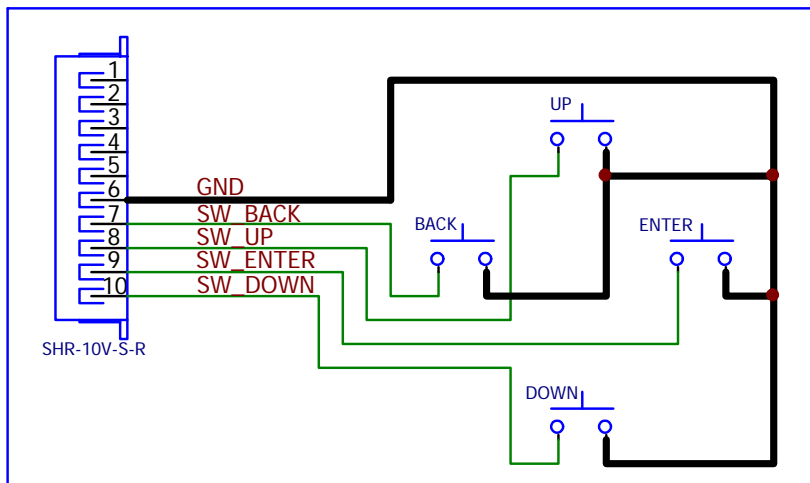 1
2
3
4
5
6
7
8
9
10
GND
SW_BACK
SW_UP
SW_ENTER
SW_DOWN
SHR-10V-S-R
UP
BACK
ENTER
DOWN